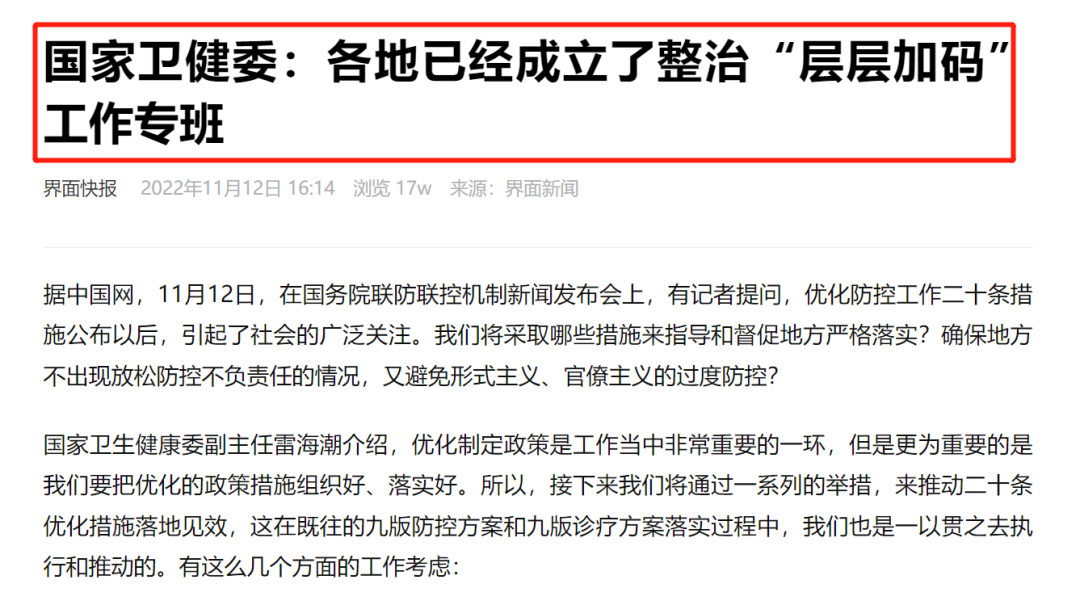 国家卫健委：各地已经成立了整治“层层加码”
工作专班
界面快报 2022年11月12日 16:14 浏览 17w 来源：界面新闻
据中国网，11月12日，在国务院联防联控机制新闻发布会上，有记者提问，优化防控工作二十条措
施公布以后，引起了社会的广泛关注。我们将采取哪些措施来指导和督促地方严格落实？确保地方
不出现放松防控不负责任的情况，又避免形式主义、官僚主义的过度防控？
国家卫生健康委副主任雷海潮介绍，优化制定政策是工作当中非常重要的一环，但是更为重要的是
我们要把优化的政策措施组织好、落实好。所以，接下来我们将通过一系列的举措，来推动二十条
优化措施落地见效，这在既往的九版防控方案和九版诊疗方案落实过程中，我们也是一以贯之去执
行和推动的。有这么几个方面的工作考虑：